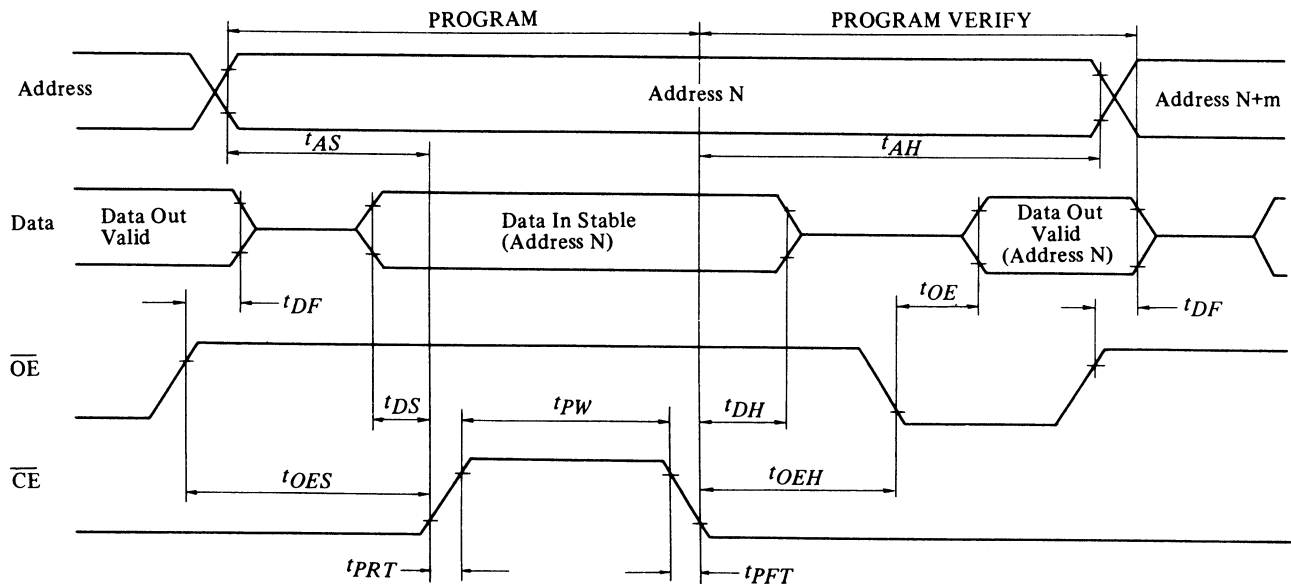 PROGRAM
PROGRAM VERIFY
Address
Address N
Address N+m
tAS
tAH
Data
Data Out
Valid
Data In Stable
(Address N)
Data Out
Valid
(Address N)
tDF
tOE
tDF
OE
tDS
tPW
tDH
CE
tOES
tOEH
tPRT
tPFT